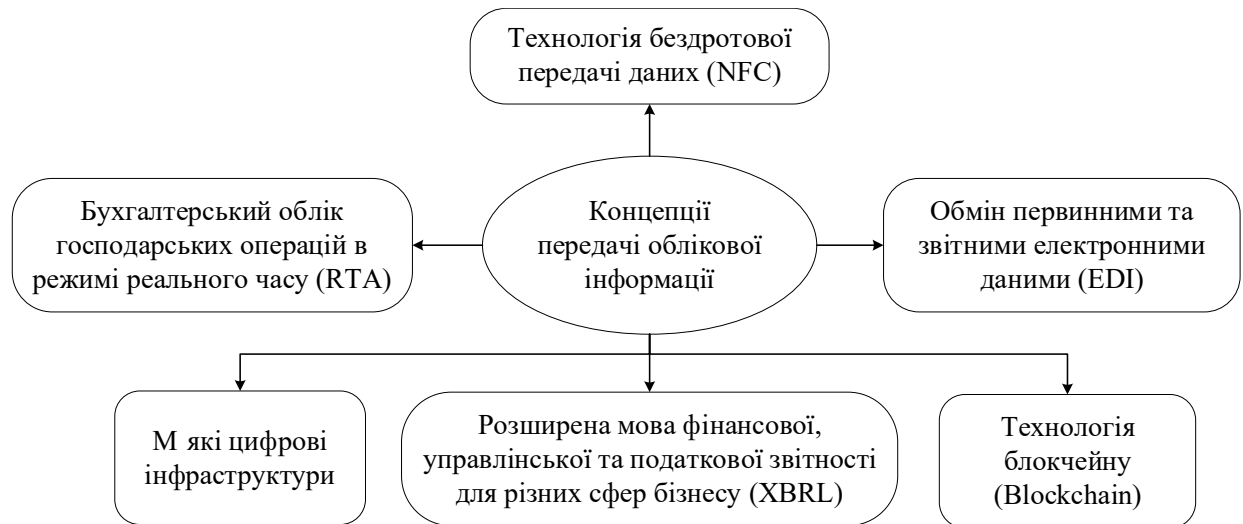 Технологія бездротової
передачі даних (NFC)
Бухгалтерський облік
господарських операцій в
режимі реального часу (RTA)
Концепції
передачі облікової
інформації
Обмін первинними та
звітними електронними
даними (EDI)
М які цифрові
інфраструктури
Розширена мова фінансової,
управлінської та податкової звітності
для різних сфер бізнесу (XBRL)
Технологія
блокчейну
(Blockchain)